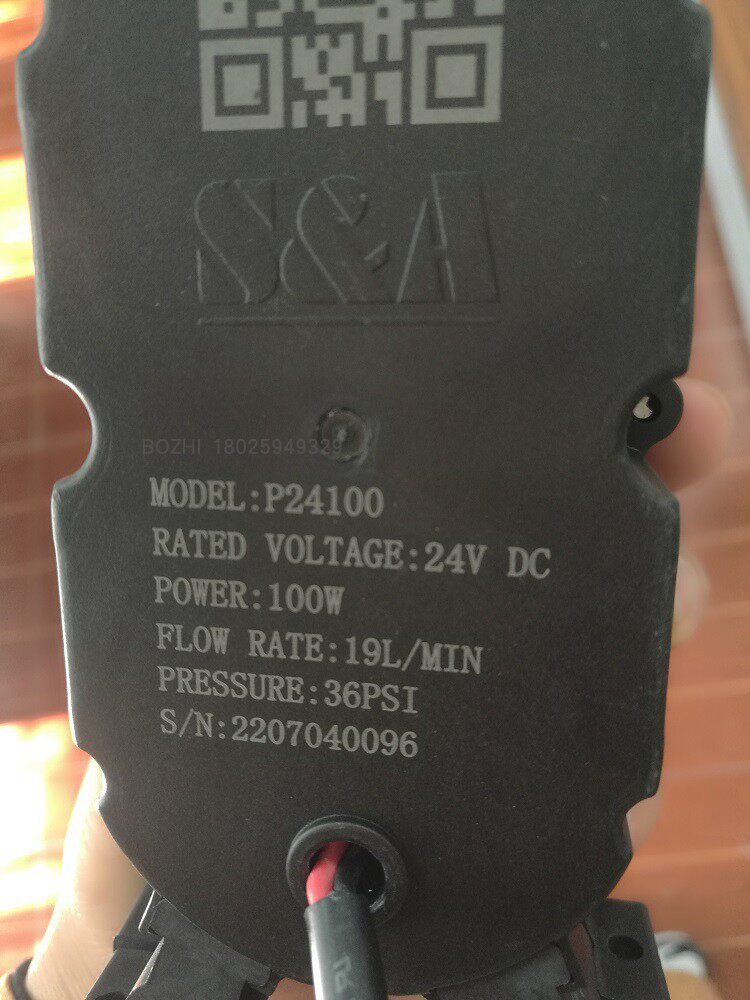 S&A
BOZHI 18025949329
MODEL:P24100
RATED VOLTAGE:24V DC
POWER:100W
FLOW RATE:19L/MIN
PRESSURE:36PSI
S/N:2207040096